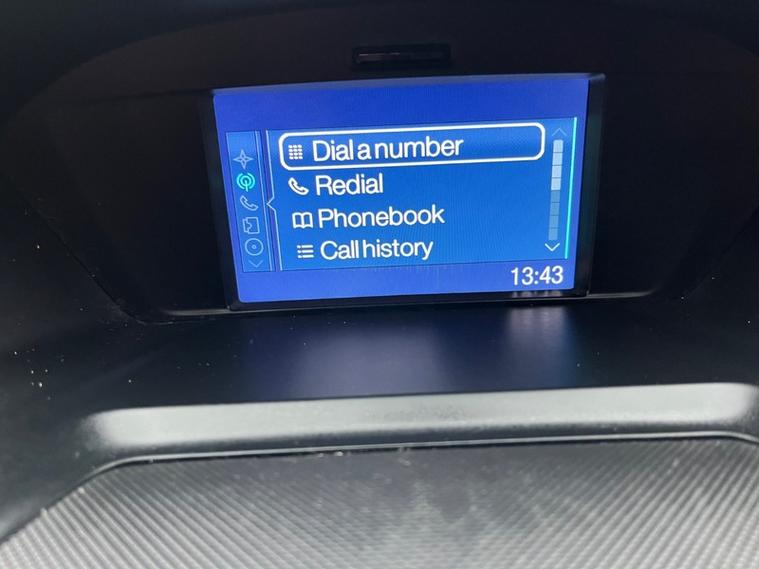 Dial a number
Redial
Phonebook
Call history
13:43